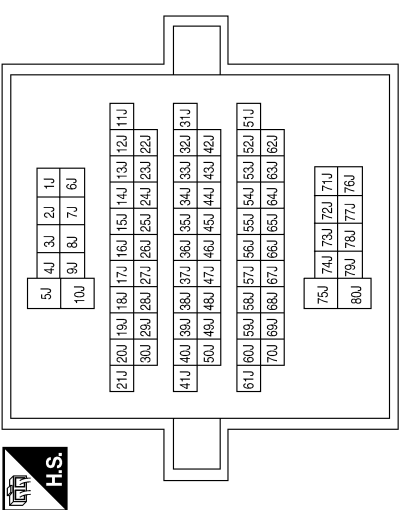 H.S.
5J 4J 3J 2J 1J
10J 9J 8J 7J 6J
21J 20J 19J 18J 17J 16J 15J 14J 13J 12J 11J
30J 29J 28J 27J 26J 25J 24J 23J 22J
41J 40J 39J 38J 37J 36J 35J 34J 33J 32J 31J
50J 49J 48J 47J 46J 45J 44J 43J 42J
61J 60J 59J 58J 57J 56J 55J 54J 53J 52J 51J
70J 69J 68J 67J 66J 65J 64J 63J 62J
75J 74J 73J 72J 71J
80J 79J 78J 77J 76J